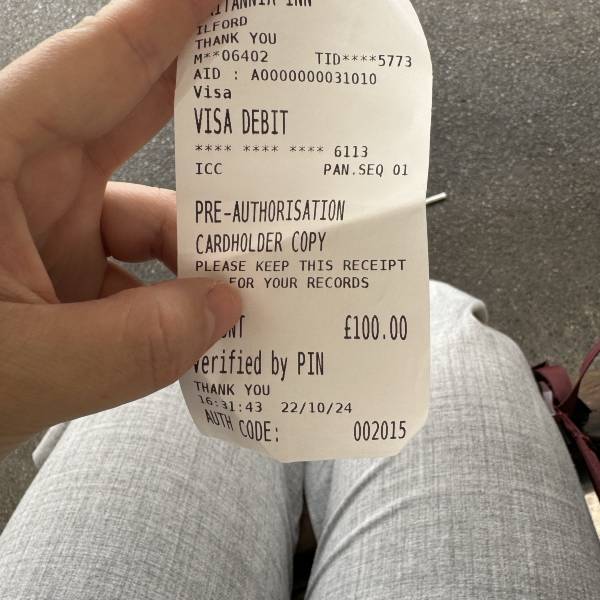 INN
ILFORD
THANK YOU
M**06402 TID****5773
AID : A0000000031010
Visa
VISA DEBIT
**** **** **** 6113
ICC PAN.SEQ 01
PRE-AUTHORISATION
CARDHOLDER COPY
PLEASE KEEP THIS RECEIPT
FOR YOUR RECORDS
£100.00
Verified by PIN
THANK YOU
16:31:43 22/10/24
AUTH CODE: 002015